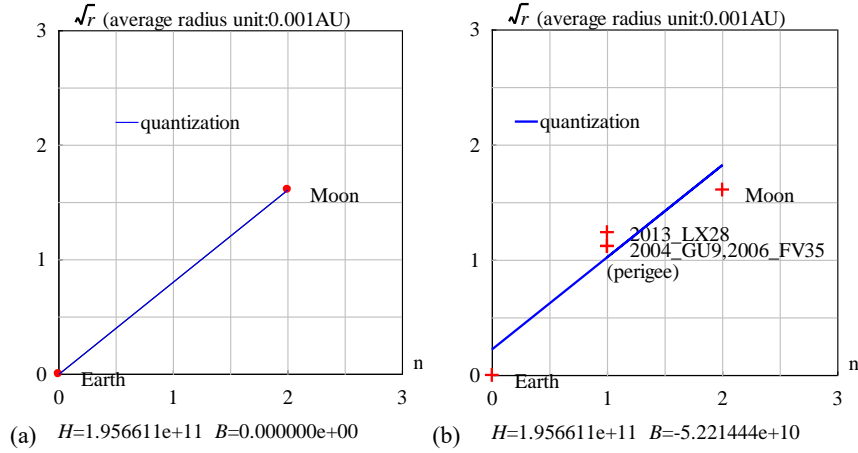 √r (average radius unit:0.001AU)
3
quantization
2
Moon
1
n
0
Earth
0 1 2 3
(a) H=1.956611e+11 B=0.000000e+00
√r (average radius unit:0.001AU)
3
quantization
2
Moon
2013_LX28
1
2004_GU9,2006_FV35
(perigee)
n
0
Earth
0 1 2 3
(b) H=1.956611e+11 B=-5.221444e+10